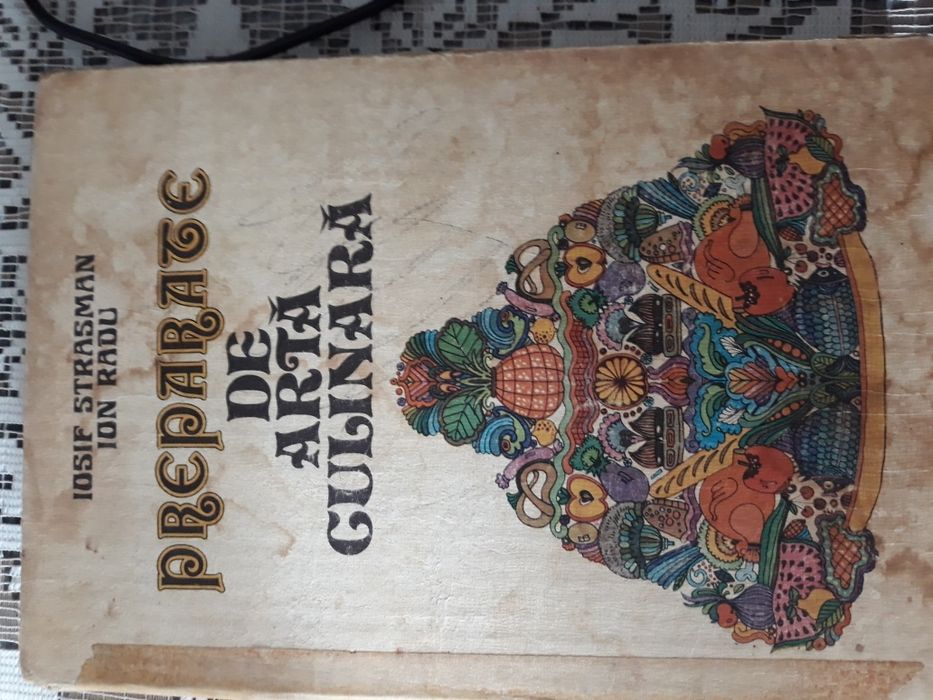 IOSIF STRASMAN
ION RADU
PREPARATE
DE
ARTĂ
CULINARĂ